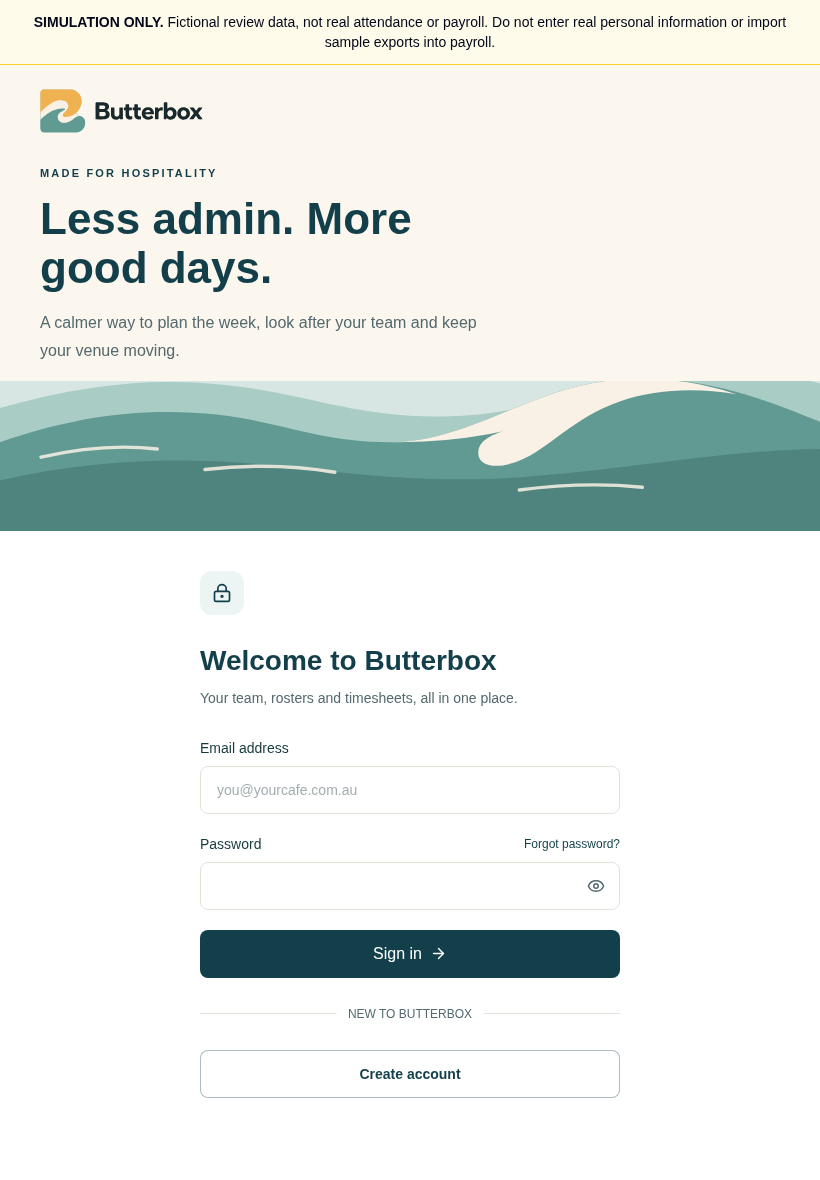 SIMULATION ONLY. Fictional review data, not real attendance or payroll. Do not enter real personal information or import
sample exports into payroll.
Butterbox
MADE FOR HOSPITALITY
Less admin. More
good days.
A calmer way to plan the week, look after your team and keep
your venue moving.
Welcome to Butterbox
Your team, rosters and timesheets, all in one place.
Email address
you@yourcafe.com.au
Password Forgot password?
Sign in
NEW TO BUTTERBOX
Create account